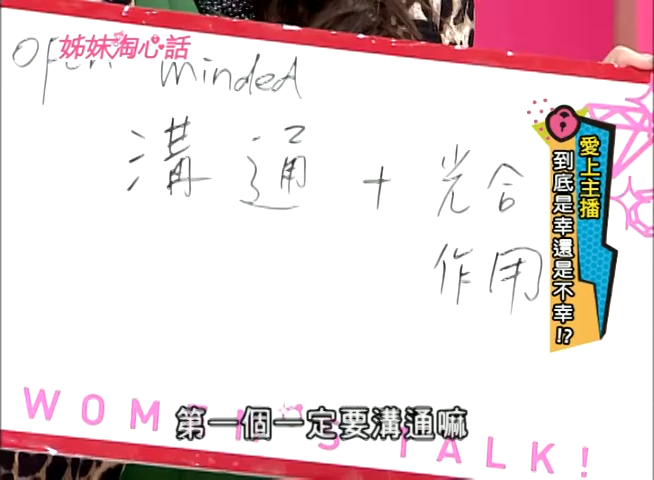 姊妹淘心話
open minded
溝通 + 光合
作用
愛上主播
到底是幸還是不幸!?
第一個一定要溝通嘛
WOMEN'S TALK!